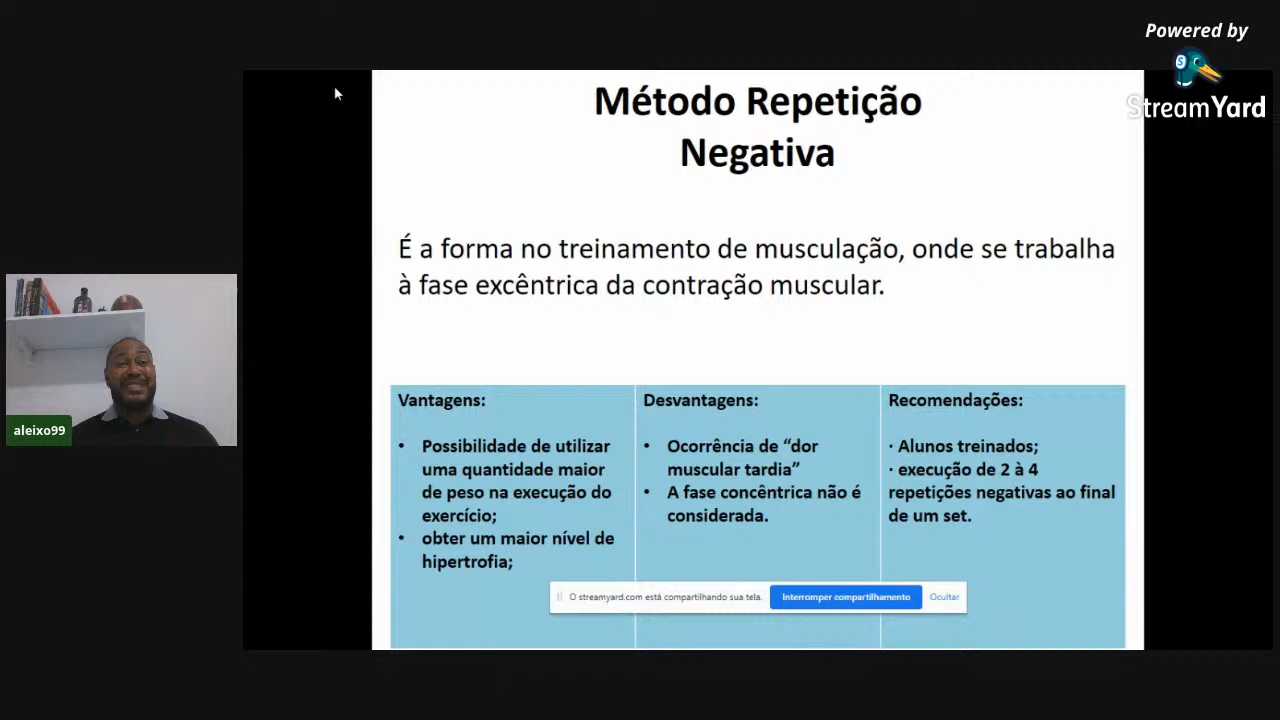 Powered by
StreamYard
Método Repetição
Negativa
É a forma no treinamento de musculação, onde se trabalha
à fase excêntrica da contração muscular.
Vantagens:
• Possibilidade de utilizar
uma quantidade maior
de peso na execução do
exercício;
• obter um maior nível de
hipertrofia;
Desvantagens:
• Ocorrência de “dor
muscular tardia”
• A fase concêntrica não é
considerada.
Recomendações:
· Alunos treinados;
· execução de 2 à 4
repetições negativas ao final
de um set.
O streamyard.com está compartilhando sua tela.
Interromper compartilhamento
Ocultar
aleixo99